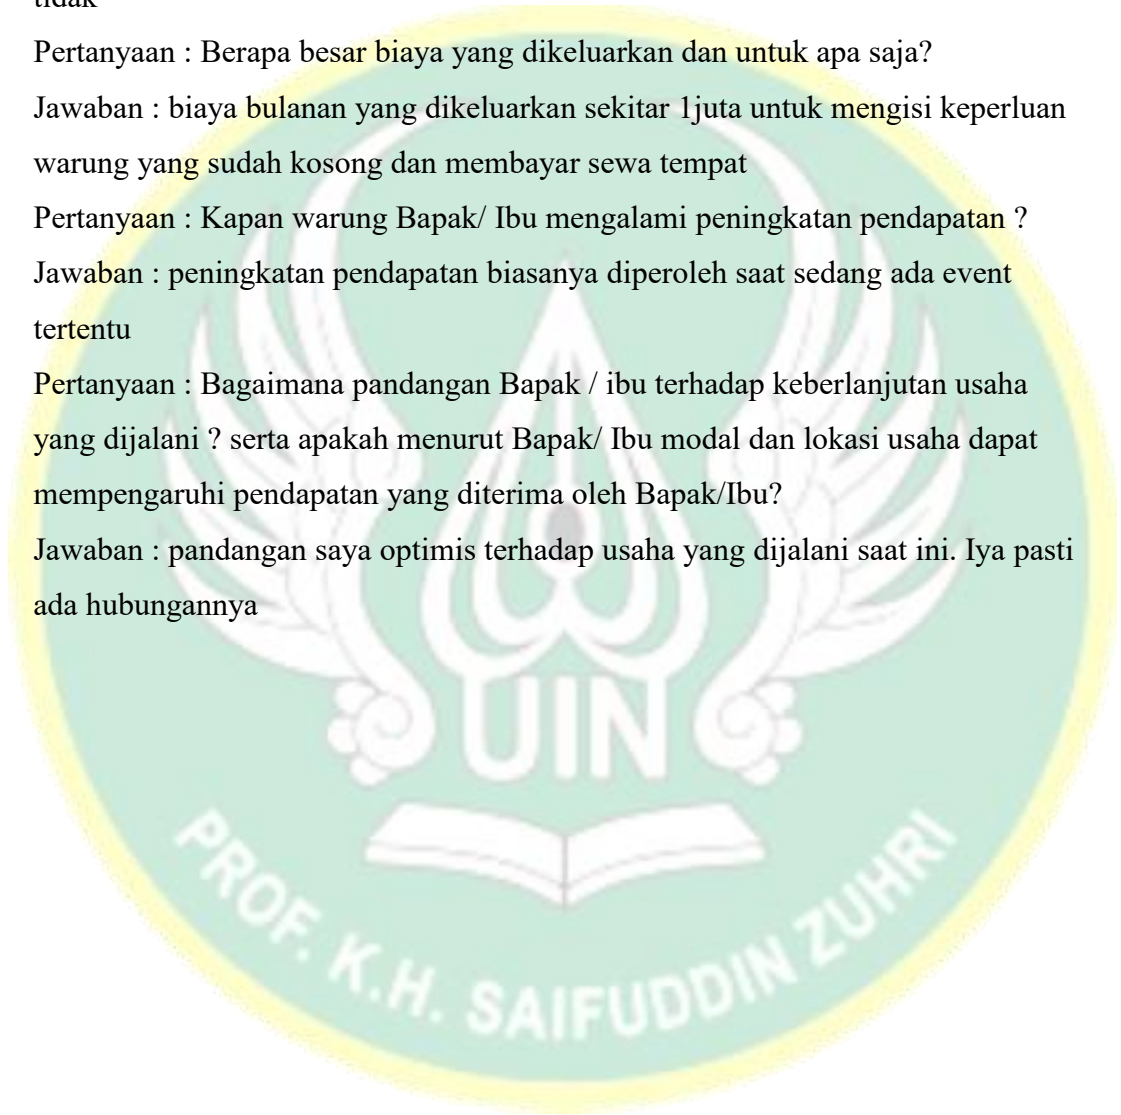 tidak
Pertanyaan : Berapa besar biaya yang dikeluarkan dan untuk apa saja?
Jawaban : biaya bulanan yang dikeluarkan sekitar 1juta untuk mengisi keperluan
warung yang sudah kosong dan membayar sewa tempat
Pertanyaan : Kapan warung Bapak/ Ibu mengalami peningkatan pendapatan ?
Jawaban : peningkatan pendapatan biasanya diperoleh saat sedang ada event
tertentu
Pertanyaan : Bagaimana pandangan Bapak / ibu terhadap keberlanjutan usaha
yang dijalani ? serta apakah menurut Bapak/ Ibu modal dan lokasi usaha dapat
mempengaruhi pendapatan yang diterima oleh Bapak/Ibu?
Jawaban : pandangan saya optimis terhadap usaha yang dijalani saat ini. Iya pasti
ada hubungannya
UIN
PROF. K.H. SAIFUDDIN ZUHRI